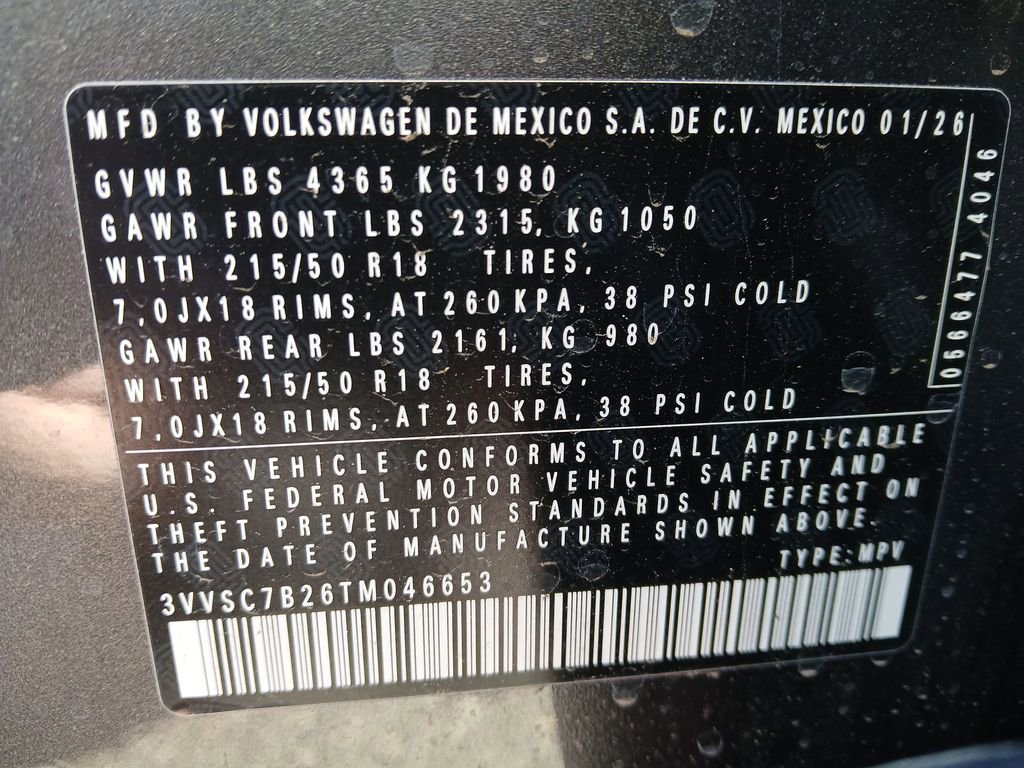 MFD BY VOLKSWAGEN DE MEXICO S.A. DE C.V. MEXICO 01/26
GVWR LBS 4365 KG 1980
GAWR FRONT LBS 2315, KG 1050
WITH 215/50 R18 TIRES,
7,0JX18 RIMS, AT 260 KPA, 38 PSI COLD
GAWR REAR LBS 2161, KG 980
WITH 215/50 R18 TIRES,
7,0JX18 RIMS, AT 260 KPA, 38 PSI COLD
0566477 4046
THIS VEHICLE CONFORMS TO ALL APPLICABLE
U.S. FEDERAL MOTOR VEHICLE SAFETY AND
THEFT PREVENTION STANDARDS IN EFFECT ON
THE DATE OF MANUFACTURE SHOWN ABOVE.
TYPE:MPV
3VVSC7B26TM046653